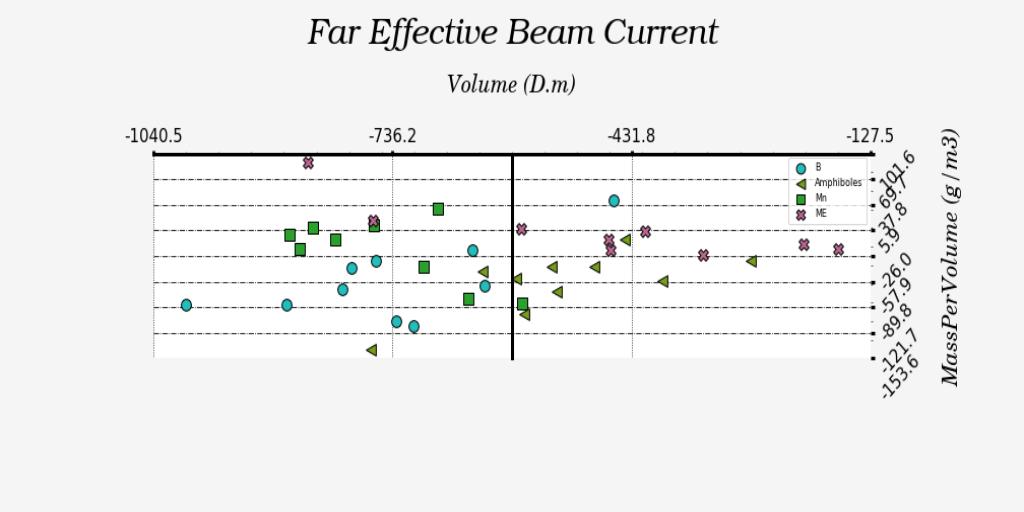 Far Effective Beam Current
Volume (D.m)
-1040.5 -736.2 -431.8 -127.5
B
Amphiboles
Mn
ME
101.6
69.7
37.8
5.9
-26.0
-57.9
-89.8
-121.7
-153.6
MassPerVolume (g/m3)